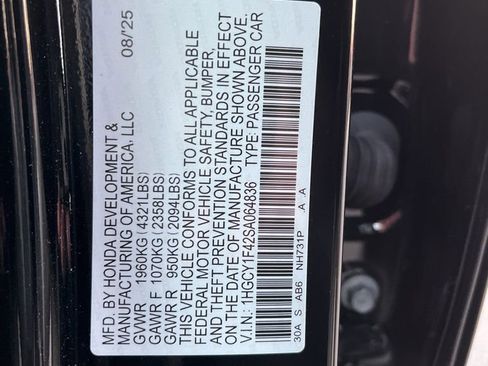 MFD. BY HONDA DEVELOPMENT &
MANUFACTURING OF AMERICA, LLC
08/'25
GVWR 1960KG(4321LBS)
GAWR F 1070KG(2358LBS)
GAWR R 950KG(2094LBS)
THIS VEHICLE CONFORMS TO ALL APPLICABLE
FEDERAL MOTOR VEHICLE SAFETY, BUMPER,
AND THEFT PREVENTION STANDARDS IN EFFECT
ON THE DATE OF MANUFACTURE SHOWN ABOVE.
V.I.N.: 1HGCY1F42SA064836 TYPE: PASSENGER CAR
30A S AB6 NH731P A A